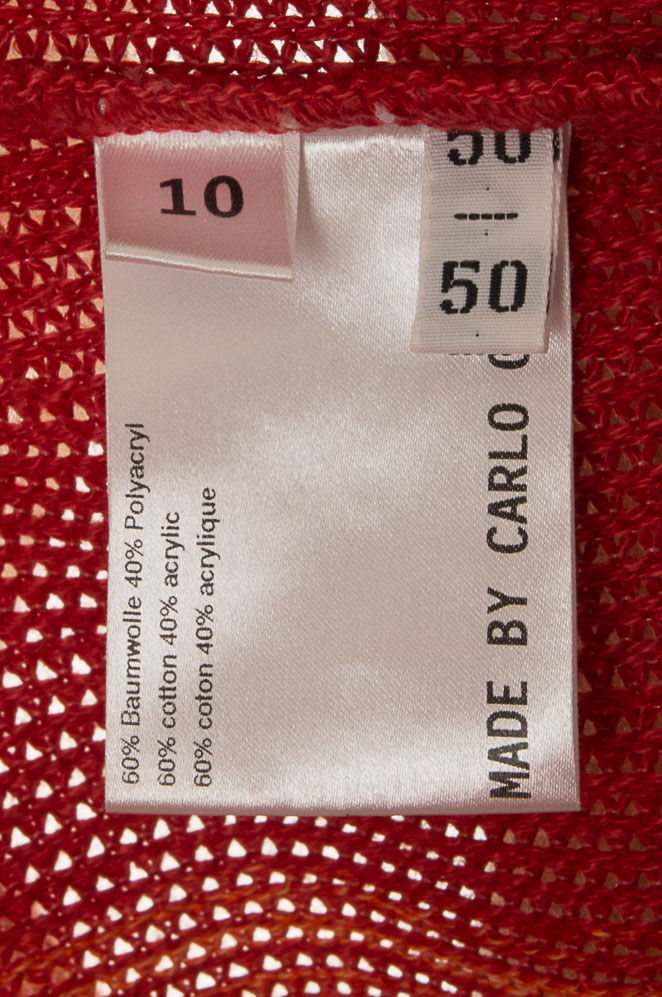 10
50
50
60% Baumwolle 40% Polyacryl
60% cotton 40% acrylic
60% coton 40% acrylique
MADE BY CARLO